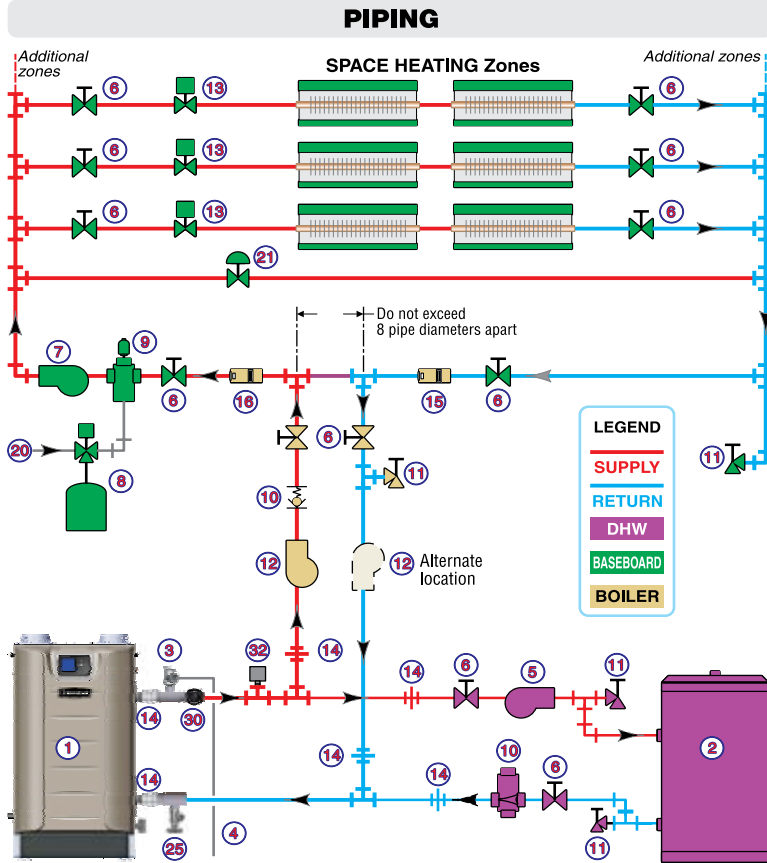 PIPING
Additional zones
Additional zones
SPACE HEATING Zones
6 13 6
6 13 6
6 13 6
21
Do not exceed
8 pipe diameters apart
7 9 6 16 15 6
20
8
6
11
11
10
12
12
Alternate
location
LEGEND
SUPPLY
RETURN
DHW
BASEBOARD
BOILER
3
32
14
14
6
5
11
14
30
1
2
14
14
14
10
6
25
4
11